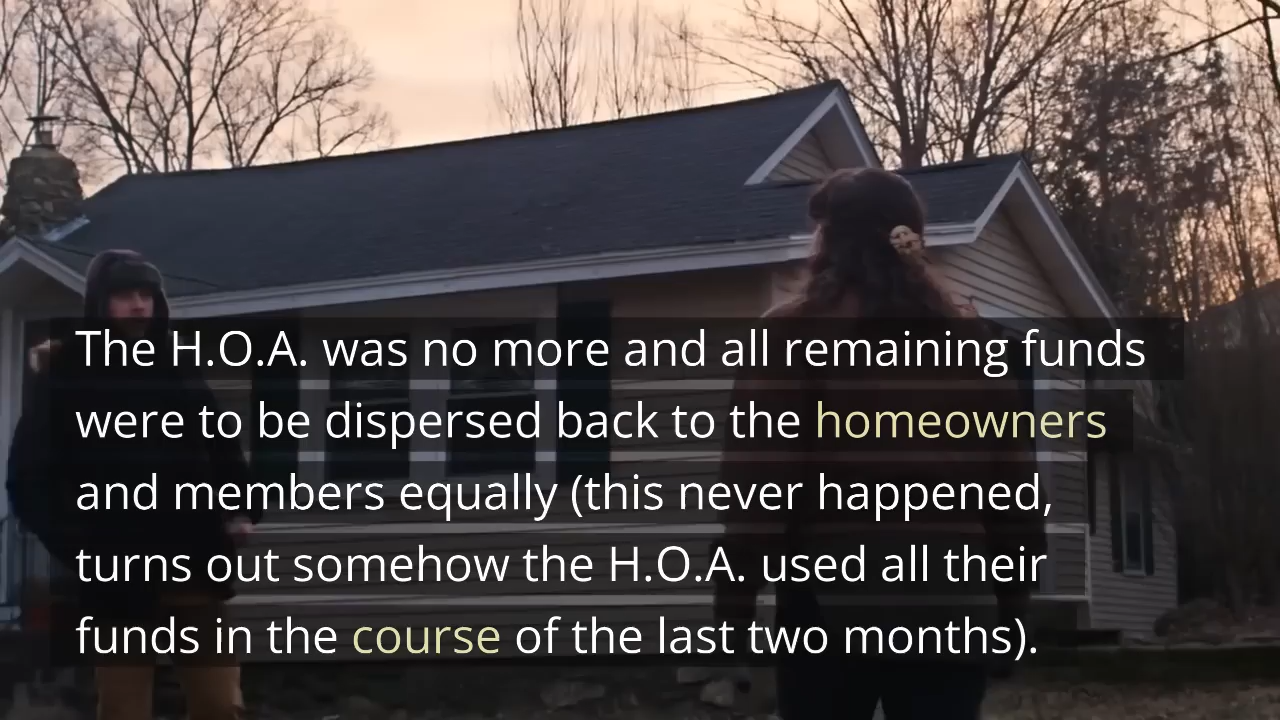 The H.O.A. was no more and all remaining funds
were to be dispersed back to the homeowners
and members equally (this never happened,
turns out somehow the H.O.A. used all their
funds in the course of the last two months).